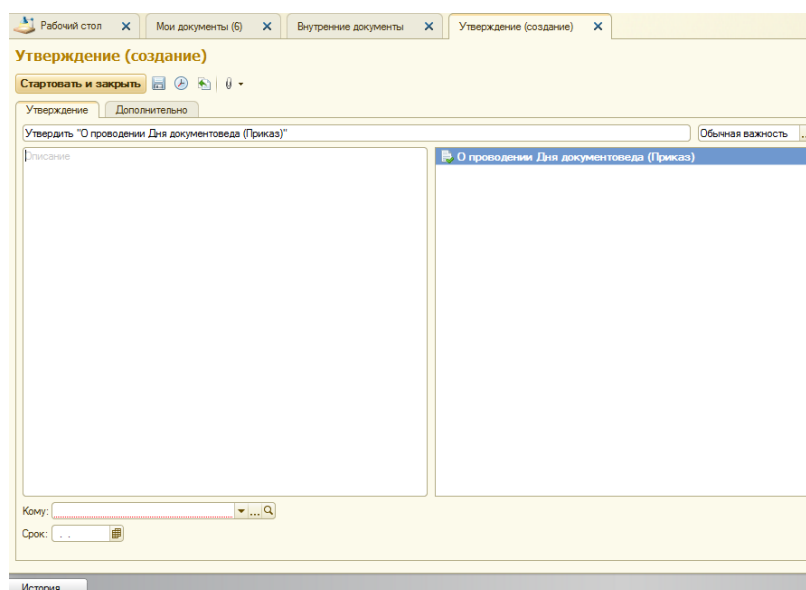 Рабочий стол
Мои документы (6)
Внутренние документы
Утверждение (создание)
Утверждение (создание)
Стартовать и закрыть
Утверждение
Дополнительно
Утвердить "О проведении Дня документоведа (Приказ)"
Обычная важность
...
Описание
О проведении Дня документоведа (Приказ)
Кому:
...
Срок:
. .
История